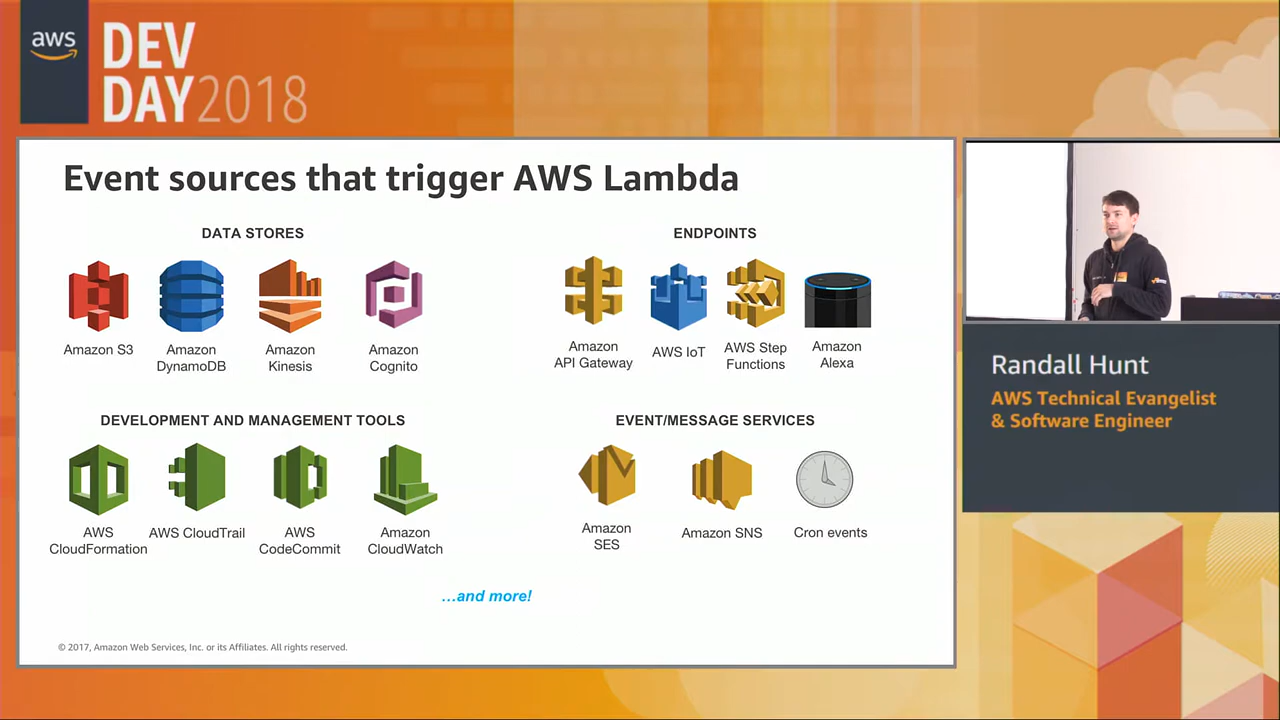 aws
DEV
DAY2018
Event sources that trigger AWS Lambda
DATA STORES
Amazon S3
Amazon
DynamoDB
Amazon
Kinesis
Amazon
Cognito
ENDPOINTS
Amazon
API Gateway
AWS IoT
AWS Step
Functions
Amazon
Alexa
DEVELOPMENT AND MANAGEMENT TOOLS
AWS
CloudFormation
AWS CloudTrail
AWS
CodeCommit
Amazon
CloudWatch
EVENT/MESSAGE SERVICES
Amazon
SES
Amazon SNS
Cron events
...and more!
© 2017, Amazon Web Services, Inc. or its Affiliates. All rights reserved.
Randall Hunt
AWS Technical Evangelist
& Software Engineer